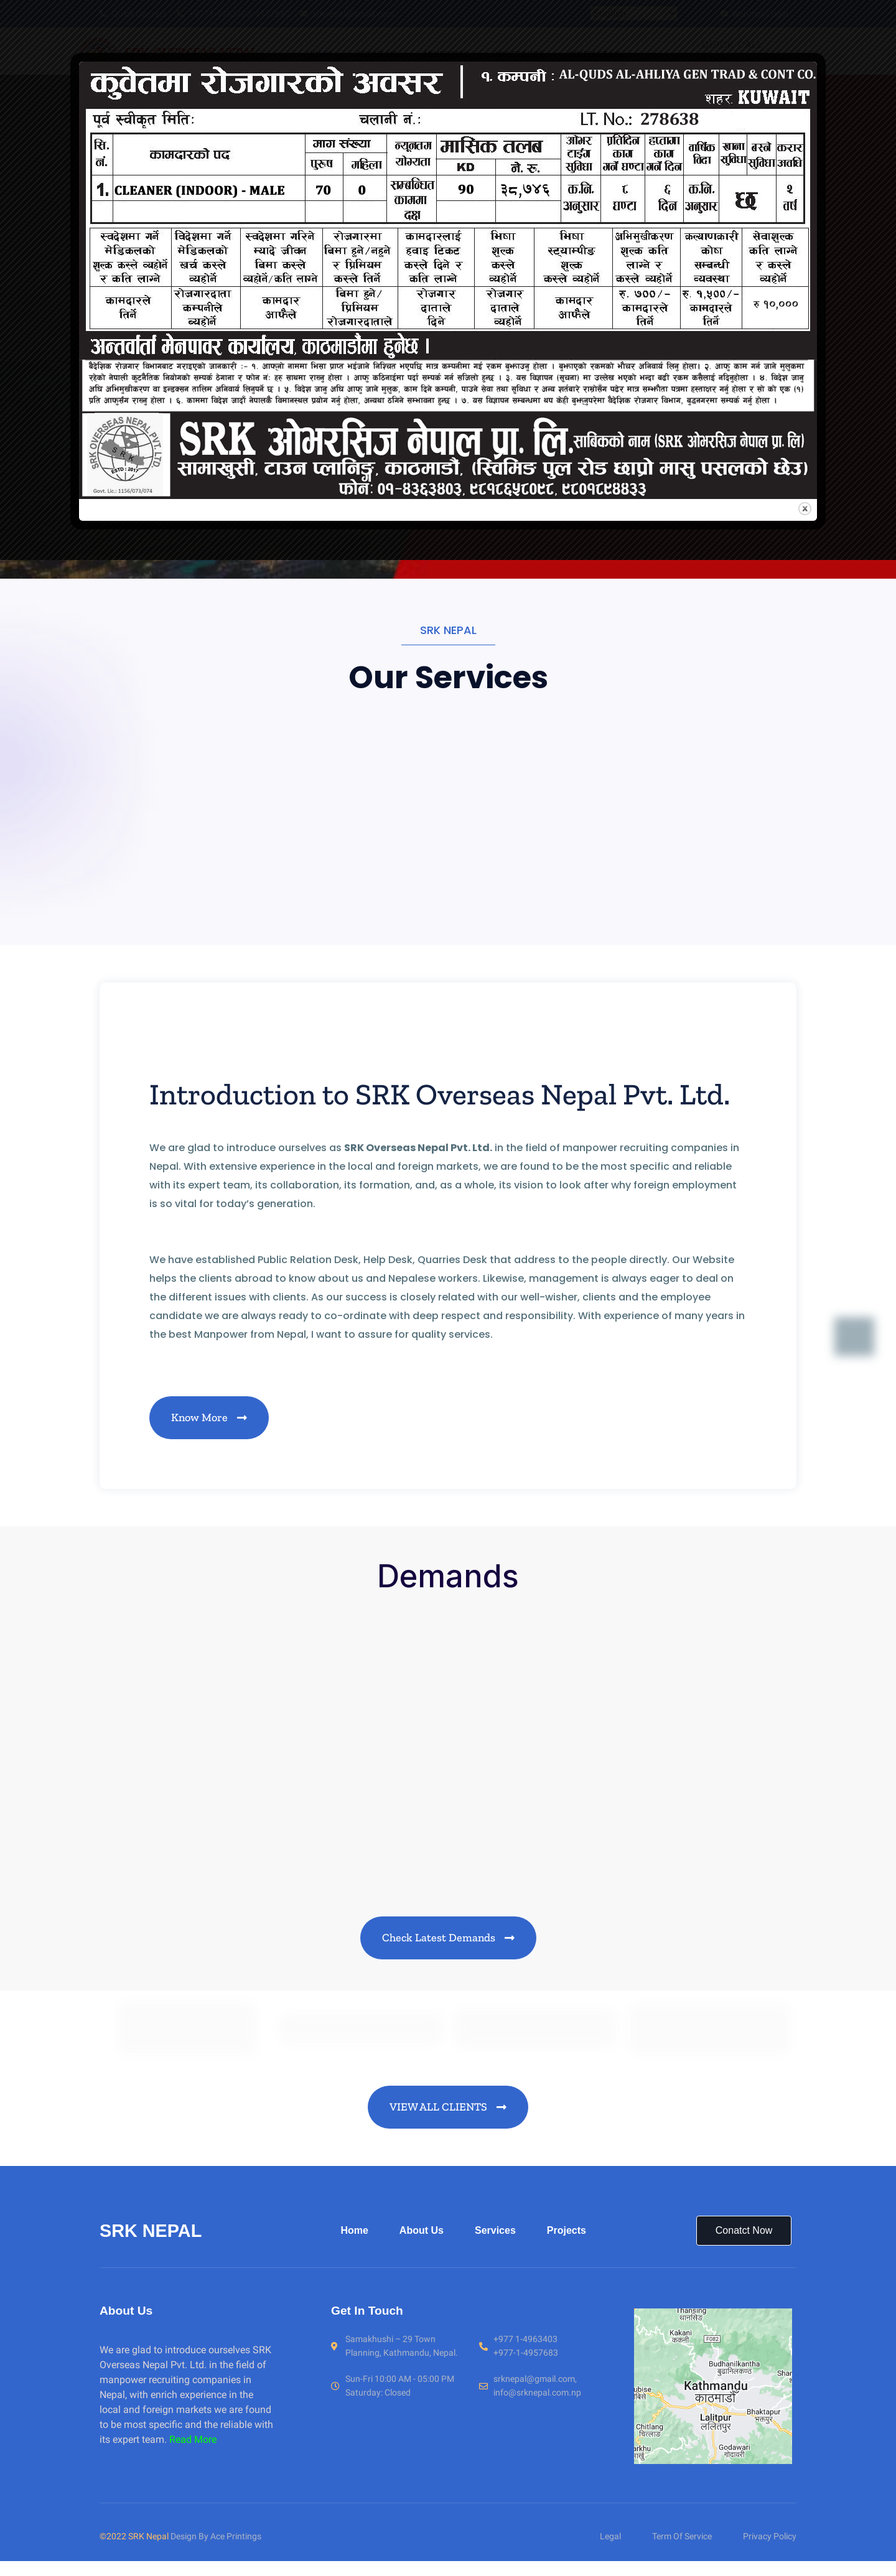 कुवेतमा रोजगारको अवसर | १. कम्पनी : AL-QUDS AL-AHLIYA GEN TRAD & CONT CO.
शहर: KUWAIT
पूर्व स्वीकृत मिति: चलानी नं.: LT. No.: 278638
सि. नं. कामदारको पद माग संख्या पुरूष महिला न्यूनतम योग्यता मासिक तलब KD ने. रु. ओभर टाईम सुविधा प्रतिदिन काम गर्ने घण्टा हप्तामा काम गर्ने दिन वार्षिक विदा खाना सुविधा बस्ने सुविधा करार अवधि
1. CLEANER (INDOOR) - MALE 70 0 सम्बन्धित काममा दक्ष 90 ३८,७४६ क.नि. अनुसार ८ घण्टा ६ दिन क.नि. अनुसार छ २ वर्ष
स्वदेशमा गर्ने मेडिकलको शुल्क कस्ले व्यहोर्ने र कति लाग्ने
विदेशमा गर्ने मेडिकलको खर्च कस्ले व्यहोर्ने
स्वदेशमा गरिने म्यादे जीवन बिमा कस्ले व्यहोर्ने/कति लाग्ने
रोजगारमा बिमा हुने/नहुने र प्रिमियम कस्ले तिर्ने
कामदारलाई हवाइ टिकट कस्ले दिने र कति लाग्ने
भिषा शुल्क कस्ले व्यहोर्ने
भिषा स्ट्याम्पीङ शुल्क कस्ले व्यहोर्ने
अभिमुखीकरण शुल्क कति लाग्ने र कस्ले व्यहोर्ने
कल्याणकारी कोषा सम्बन्धी व्यवस्था
सेवाशुल्क कति लाग्ने र कस्ले व्यहोर्ने
कामदारले तिर्ने
रोजगारदाता कम्पनीले व्यहोर्ने
कामदार आफैले
बिमा हुने/ प्रिमियम रोजगारदाताले
रोजगार दाताले दिने
रोजगार दाताले व्यहोर्ने
कामदार आफैले
रु. ७००/- कामदारले तिर्ने
रु. १,५००/- कामदारले तिर्ने
रु १०,०००
अन्तर्वार्ता मेनपावर कार्यालय, काठमाडौंमा हुनेछ ।
SRK OVERSEAS NEPAL PVT. LTD.
SRK
ESTD : 2017
Govt. Lic.: 1156/073/074
SRK ओभरसिज नेपाल प्रा. लि. साबिकको नाम (SRK ओभरसिज नेपाल प्रा. लि)
सामाखुसी, टाउन प्लानिङ्ग, काठमाडौं, (स्विमिङ पुल रोड छाप्रो मासु पसलको छेउ)
फोनः ०१-४३६३४०३, ९८१८६५८०९८, ९८०१८९४४३३
SRK NEPAL
Our Services
Introduction to SRK Overseas Nepal Pvt. Ltd.
We are glad to introduce ourselves as SRK Overseas Nepal Pvt. Ltd. in the field of manpower recruiting companies in
Nepal. With extensive experience in the local and foreign markets, we are found to be the most specific and reliable
with its expert team, its collaboration, its formation, and, as a whole, its vision to look after why foreign employment
is so vital for today's generation.
We have established Public Relation Desk, Help Desk, Quarries Desk that address to the people directly. Our Website
helps the clients abroad to know about us and Nepalese workers. Likewise, management is always eager to deal on
the different issues with clients. As our success is closely related with our well-wisher, clients and the employee
candidate we are always ready to co-ordinate with deep respect and responsibility. With experience of many years in
the best Manpower from Nepal, I want to assure for quality services.
Know More
Demands
Check Latest Demands
VIEW ALL CLIENTS
SRK NEPAL Home About Us Services Projects Conatct Now
About Us
We are glad to introduce ourselves SRK
Overseas Nepal Pvt. Ltd. in the field of
manpower recruiting companies in
Nepal, with enrich experience in the
local and foreign markets we are found
to be most specific and the reliable with
its expert team. Read More
Get In Touch
Samakhushi – 29 Town
Planning, Kathmandu, Nepal.
+977 1-4963403
+977-1-4957683
Sun-Fri 10:00 AM - 05:00 PM
Saturday: Closed
srknepal@gmail.com,
info@srknepal.com.np
Thansing
थानसिंङ
Kakani
ककनी
F082
Budhanilkantha
बुढानिलकण्ठ
Shan
Kathmandu
काठमाडौं
Bhaktapur
भक्तपुर
Lalitpur
ललितपुर
Chitlang
चित्लाङ
Godawari
गोदावरी
©2022 SRK Nepal Design By Ace Printings
Legal Term Of Service Privacy Policy